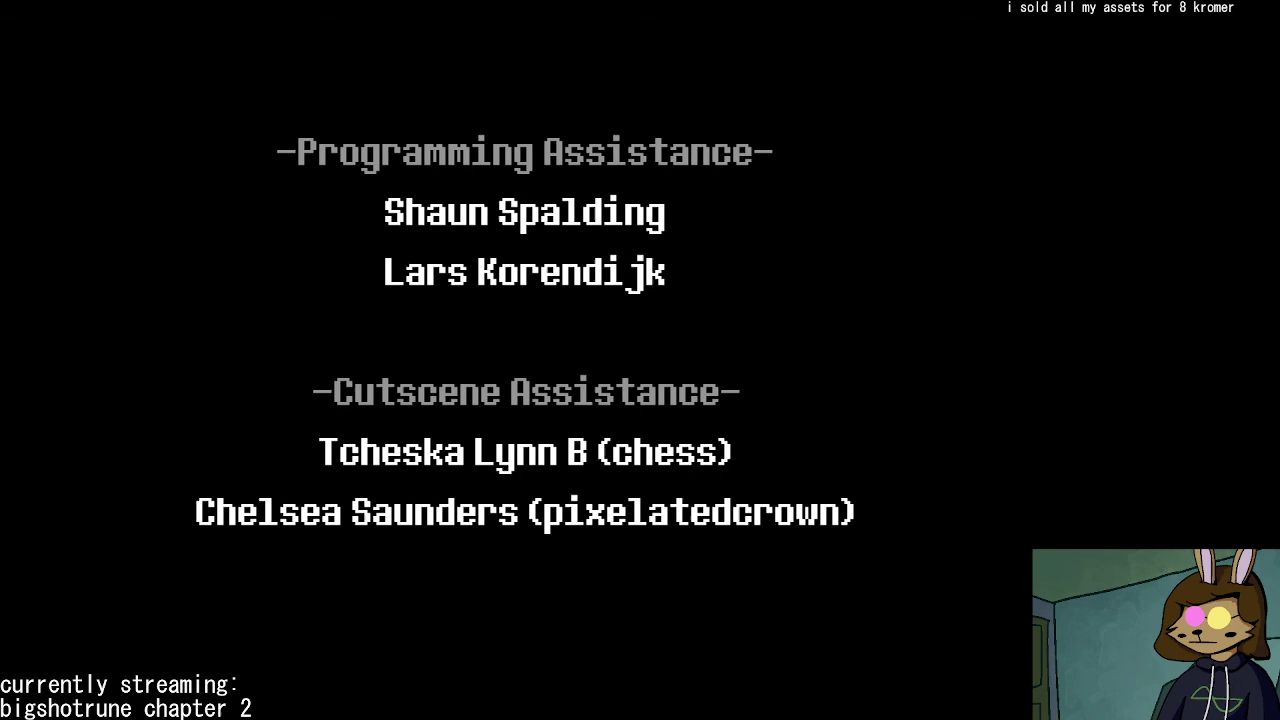 i sold all my assets for 8 kromer
-Programming Assistance-
Shaun Spalding
Lars Korendijk
-Cutscene Assistance-
Tcheska Lynn B (chess)
Chelsea Saunders (pixelatedcrown)
currently streaming:
bigshotrune chapter 2